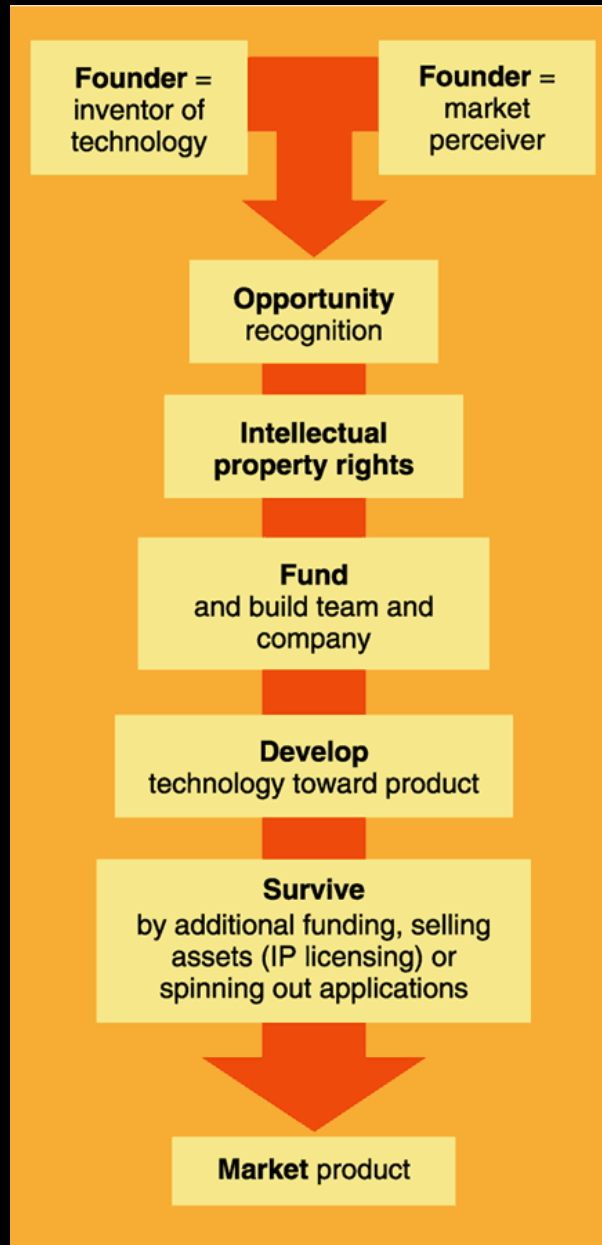 Founder =
inventor of
technology
Founder =
market
perceiver
Opportunity
recognition
Intellectual
property rights
Fund
and build team and
company
Develop
technology toward product
Survive
by additional funding, selling
assets (IP licensing) or
spinning out applications
Market product